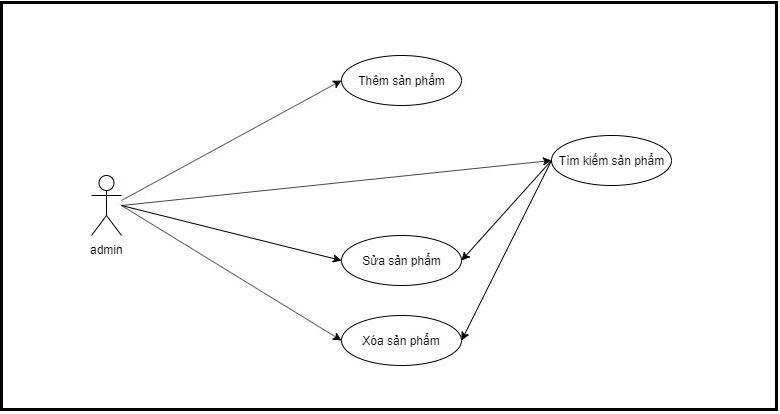 Thêm sản phẩm
Tìm kiếm sản phẩm
admin
Sửa sản phẩm
Xóa sản phẩm